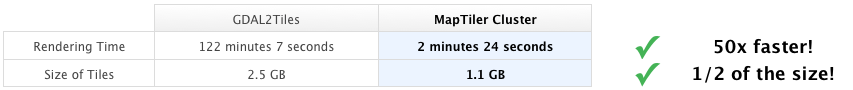 GDAL2Tiles MapTiler Cluster
Rendering Time 122 minutes 7 seconds 2 minutes 24 seconds 50x faster!
Size of Tiles 2.5 GB 1.1 GB 1/2 of the size!